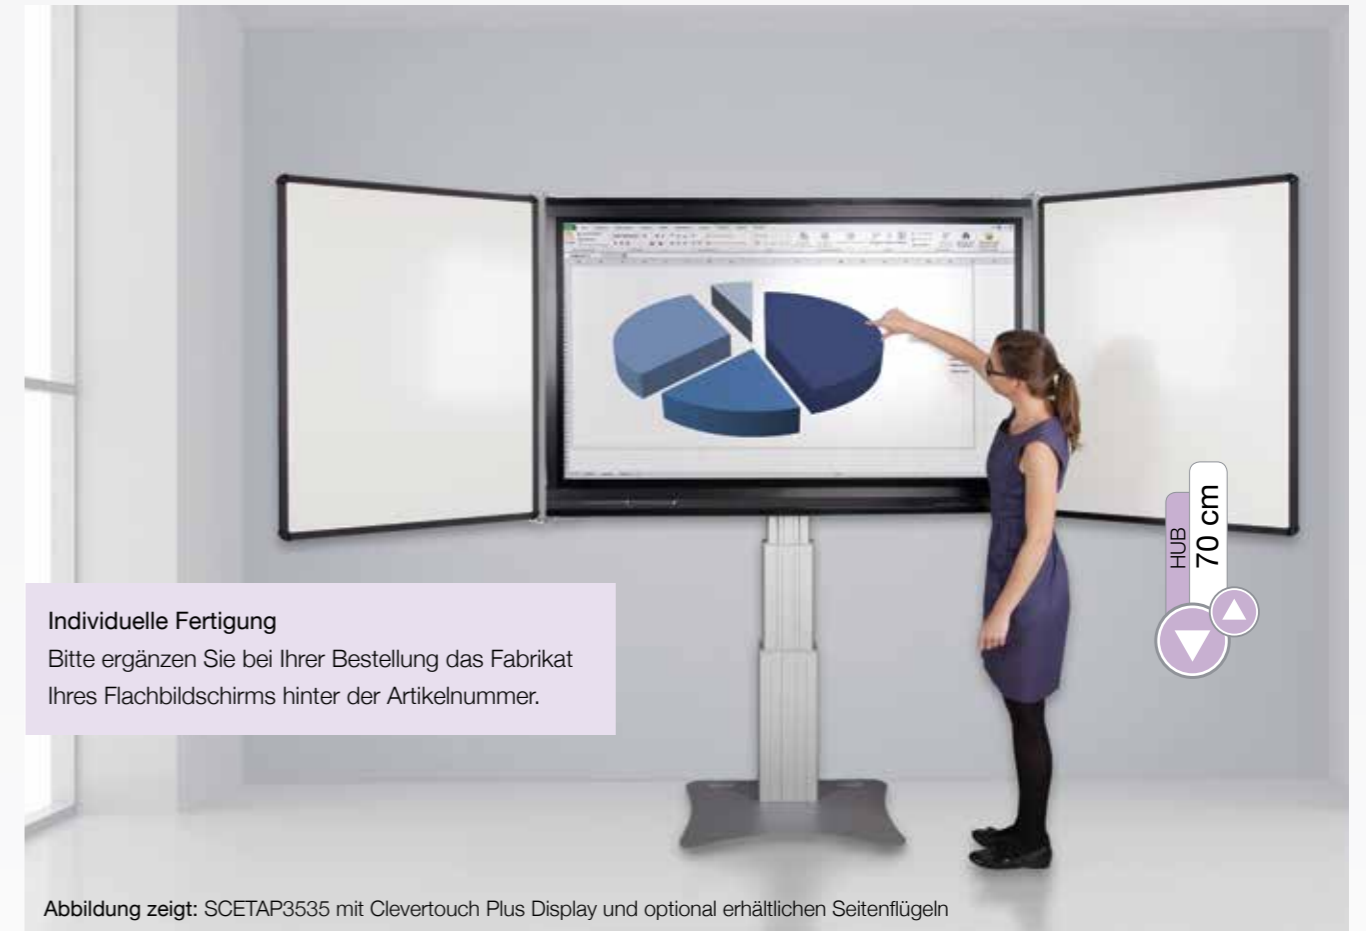 HUB
70 cm
Individuelle Fertigung
Bitte ergänzen Sie bei Ihrer Bestellung das Fabrikat
Ihres Flachbildschirms hinter der Artikelnummer.
Abbildung zeigt: SCETAP3535 mit Clevertouch Plus Display und optional erhältlichen Seitenflügeln